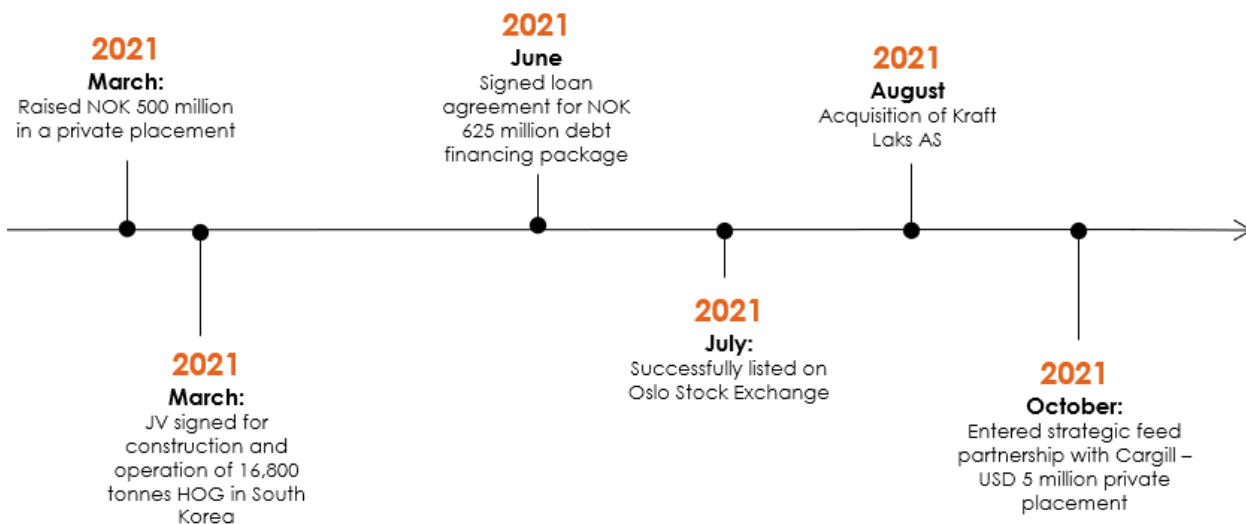 2021
March:
Raised NOK 500 million
in a private placement
2021
March:
JV signed for
construction and
operation of 16,800
tonnes HOG in South
Korea
2021
June
Signed loan
agreement for NOK
625 million debt
financing package
2021
July:
Successfully listed on
Oslo Stock Exchange
2021
August
Acquisition of Kraft
Laks AS
2021
October:
Entered strategic feed
partnership with Cargill –
USD 5 million private
placement